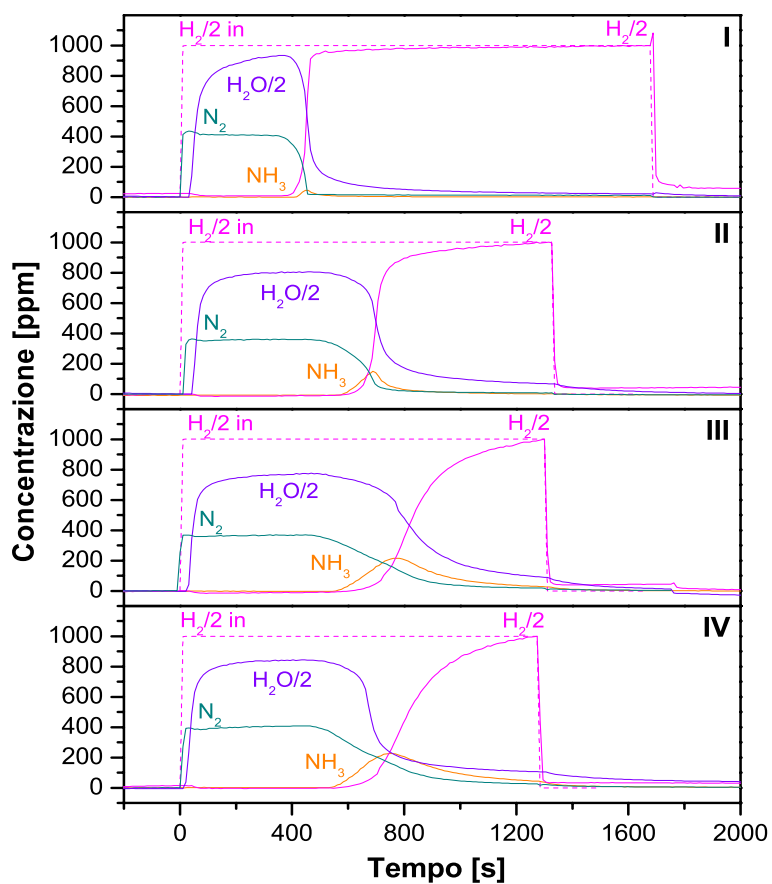 H2/2 in
H2/2
I
1000
H2O/2
800
600
N2
400
200
NH3
0
H2/2 in
H2/2
II
1000
800
H2O/2
600
N2
400
200
NH3
0
H2/2 in
H2/2
III
1000
800
H2O/2
600
N2
400
200
NH3
0
H2/2 in
H2/2
IV
1000
800
H2O/2
600
N2
400
200
NH3
0
Concentrazione [ppm]
0 400 800 1200 1600 2000
Tempo [s]